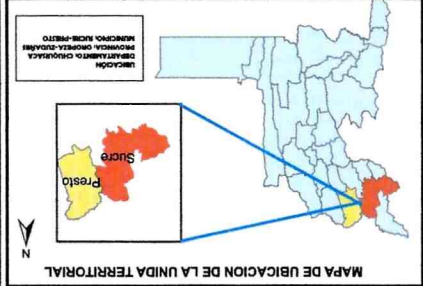 MAPA DE UBICACION DE LA UNIDA TERRITORIAL
N
Presto
Sucre
UBICACIÓN
DEPARTAMENTO: CHUQUISACA
PROVINCIA: OROPEZA-ZUDAÑES
MUNICIPIO: SUCRE-PRESTO